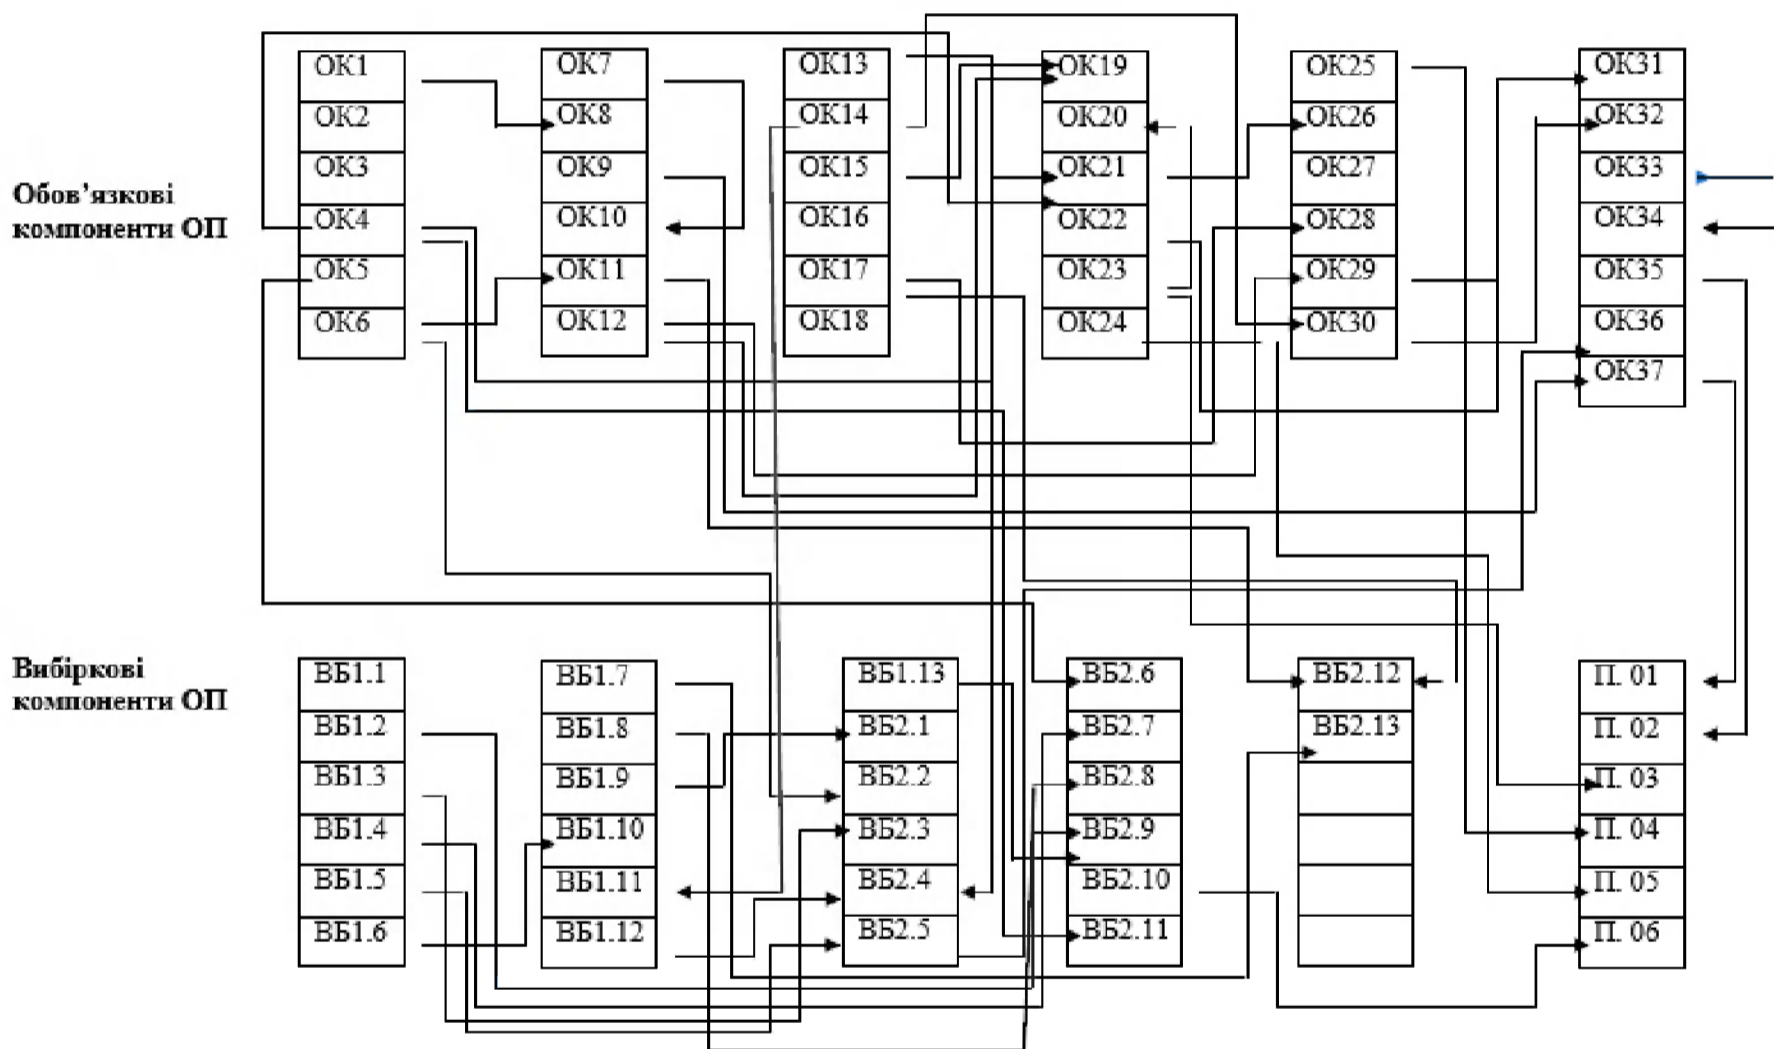 Обов’язкові
компоненти ОП
ОК1
ОК2
ОК3
ОК4
ОК5
ОК6
ОК7
ОК8
ОК9
ОК10
ОК11
ОК12
ОК13
ОК14
ОК15
ОК16
ОК17
ОК18
ОК19
ОК20
ОК21
ОК22
ОК23
ОК24
ОК25
ОК26
ОК27
ОК28
ОК29
ОК30
ОК31
ОК32
ОК33
ОК34
ОК35
ОК36
ОК37
Вибіркові
компоненти ОП
ВБ1.1
ВБ1.2
ВБ1.3
ВБ1.4
ВБ1.5
ВБ1.6
ВБ1.7
ВБ1.8
ВБ1.9
ВБ1.10
ВБ1.11
ВБ1.12
ВБ1.13
ВБ2.1
ВБ2.2
ВБ2.3
ВБ2.4
ВБ2.5
ВБ2.6
ВБ2.7
ВБ2.8
ВБ2.9
ВБ2.10
ВБ2.11
ВБ2.12
ВБ2.13
П. 01
П. 02
П. 03
П. 04
П. 05
П. 06